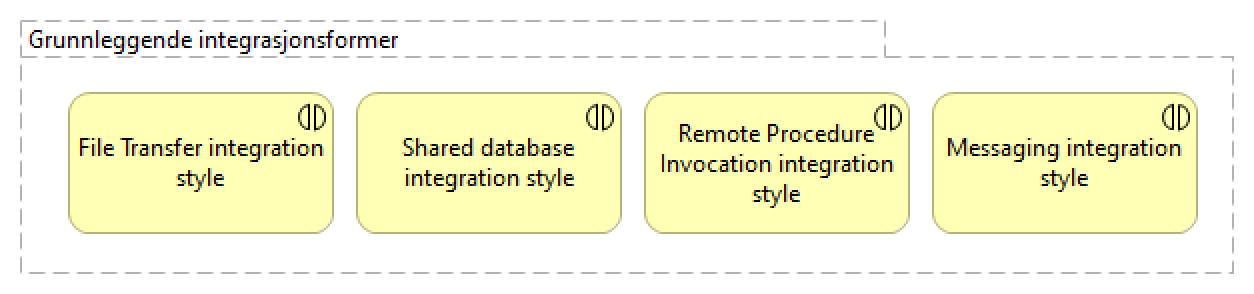 Grunnleggende integrasjonsformer
File Transfer integration
style
Shared database
integration style
Remote Procedure
Invocation integration
style
Messaging integration
style